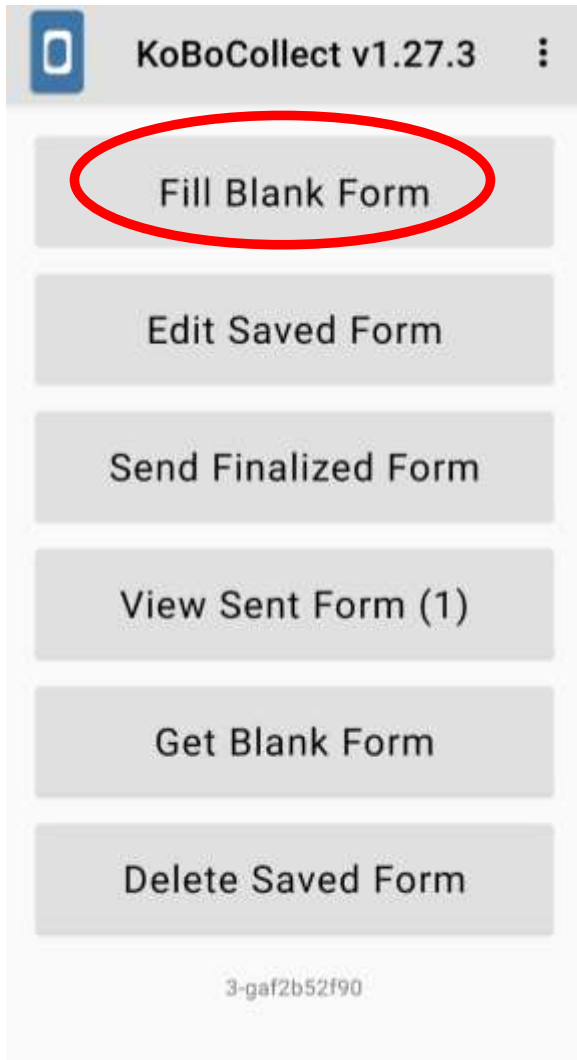 KoBoCollect v1.27.3
Fill Blank Form
Edit Saved Form
Send Finalized Form
View Sent Form (1)
Get Blank Form
Delete Saved Form
3-gaf2b52f90